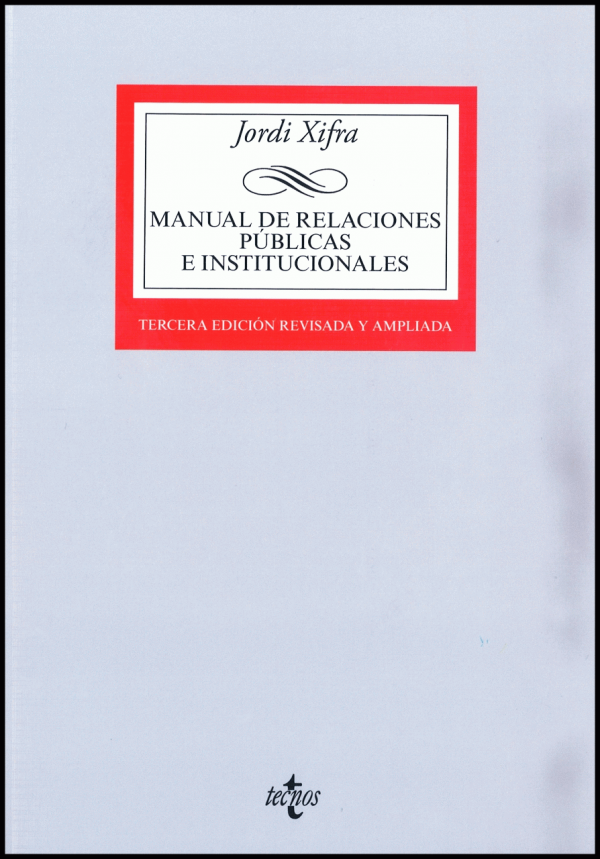 Jordi Xifra
MANUAL DE RELACIONES
PÚBLICAS
E INSTITUCIONALES
TERCERA EDICIÓN REVISADA Y AMPLIADA
tecnos